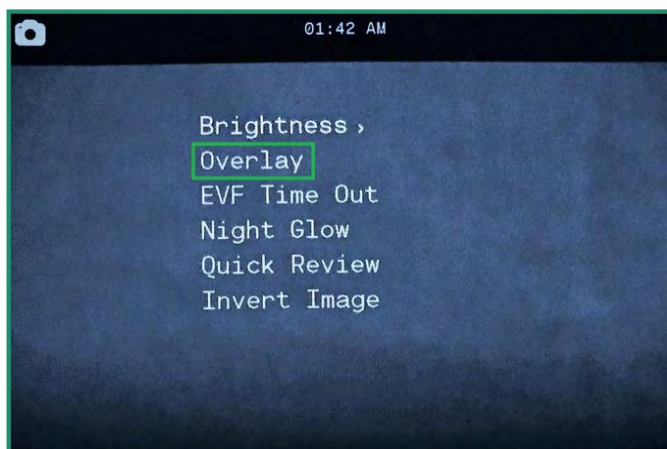 01:42 AM
Brightness ›
Overlay
EVF Time Out
Night Glow
Quick Review
Invert Image